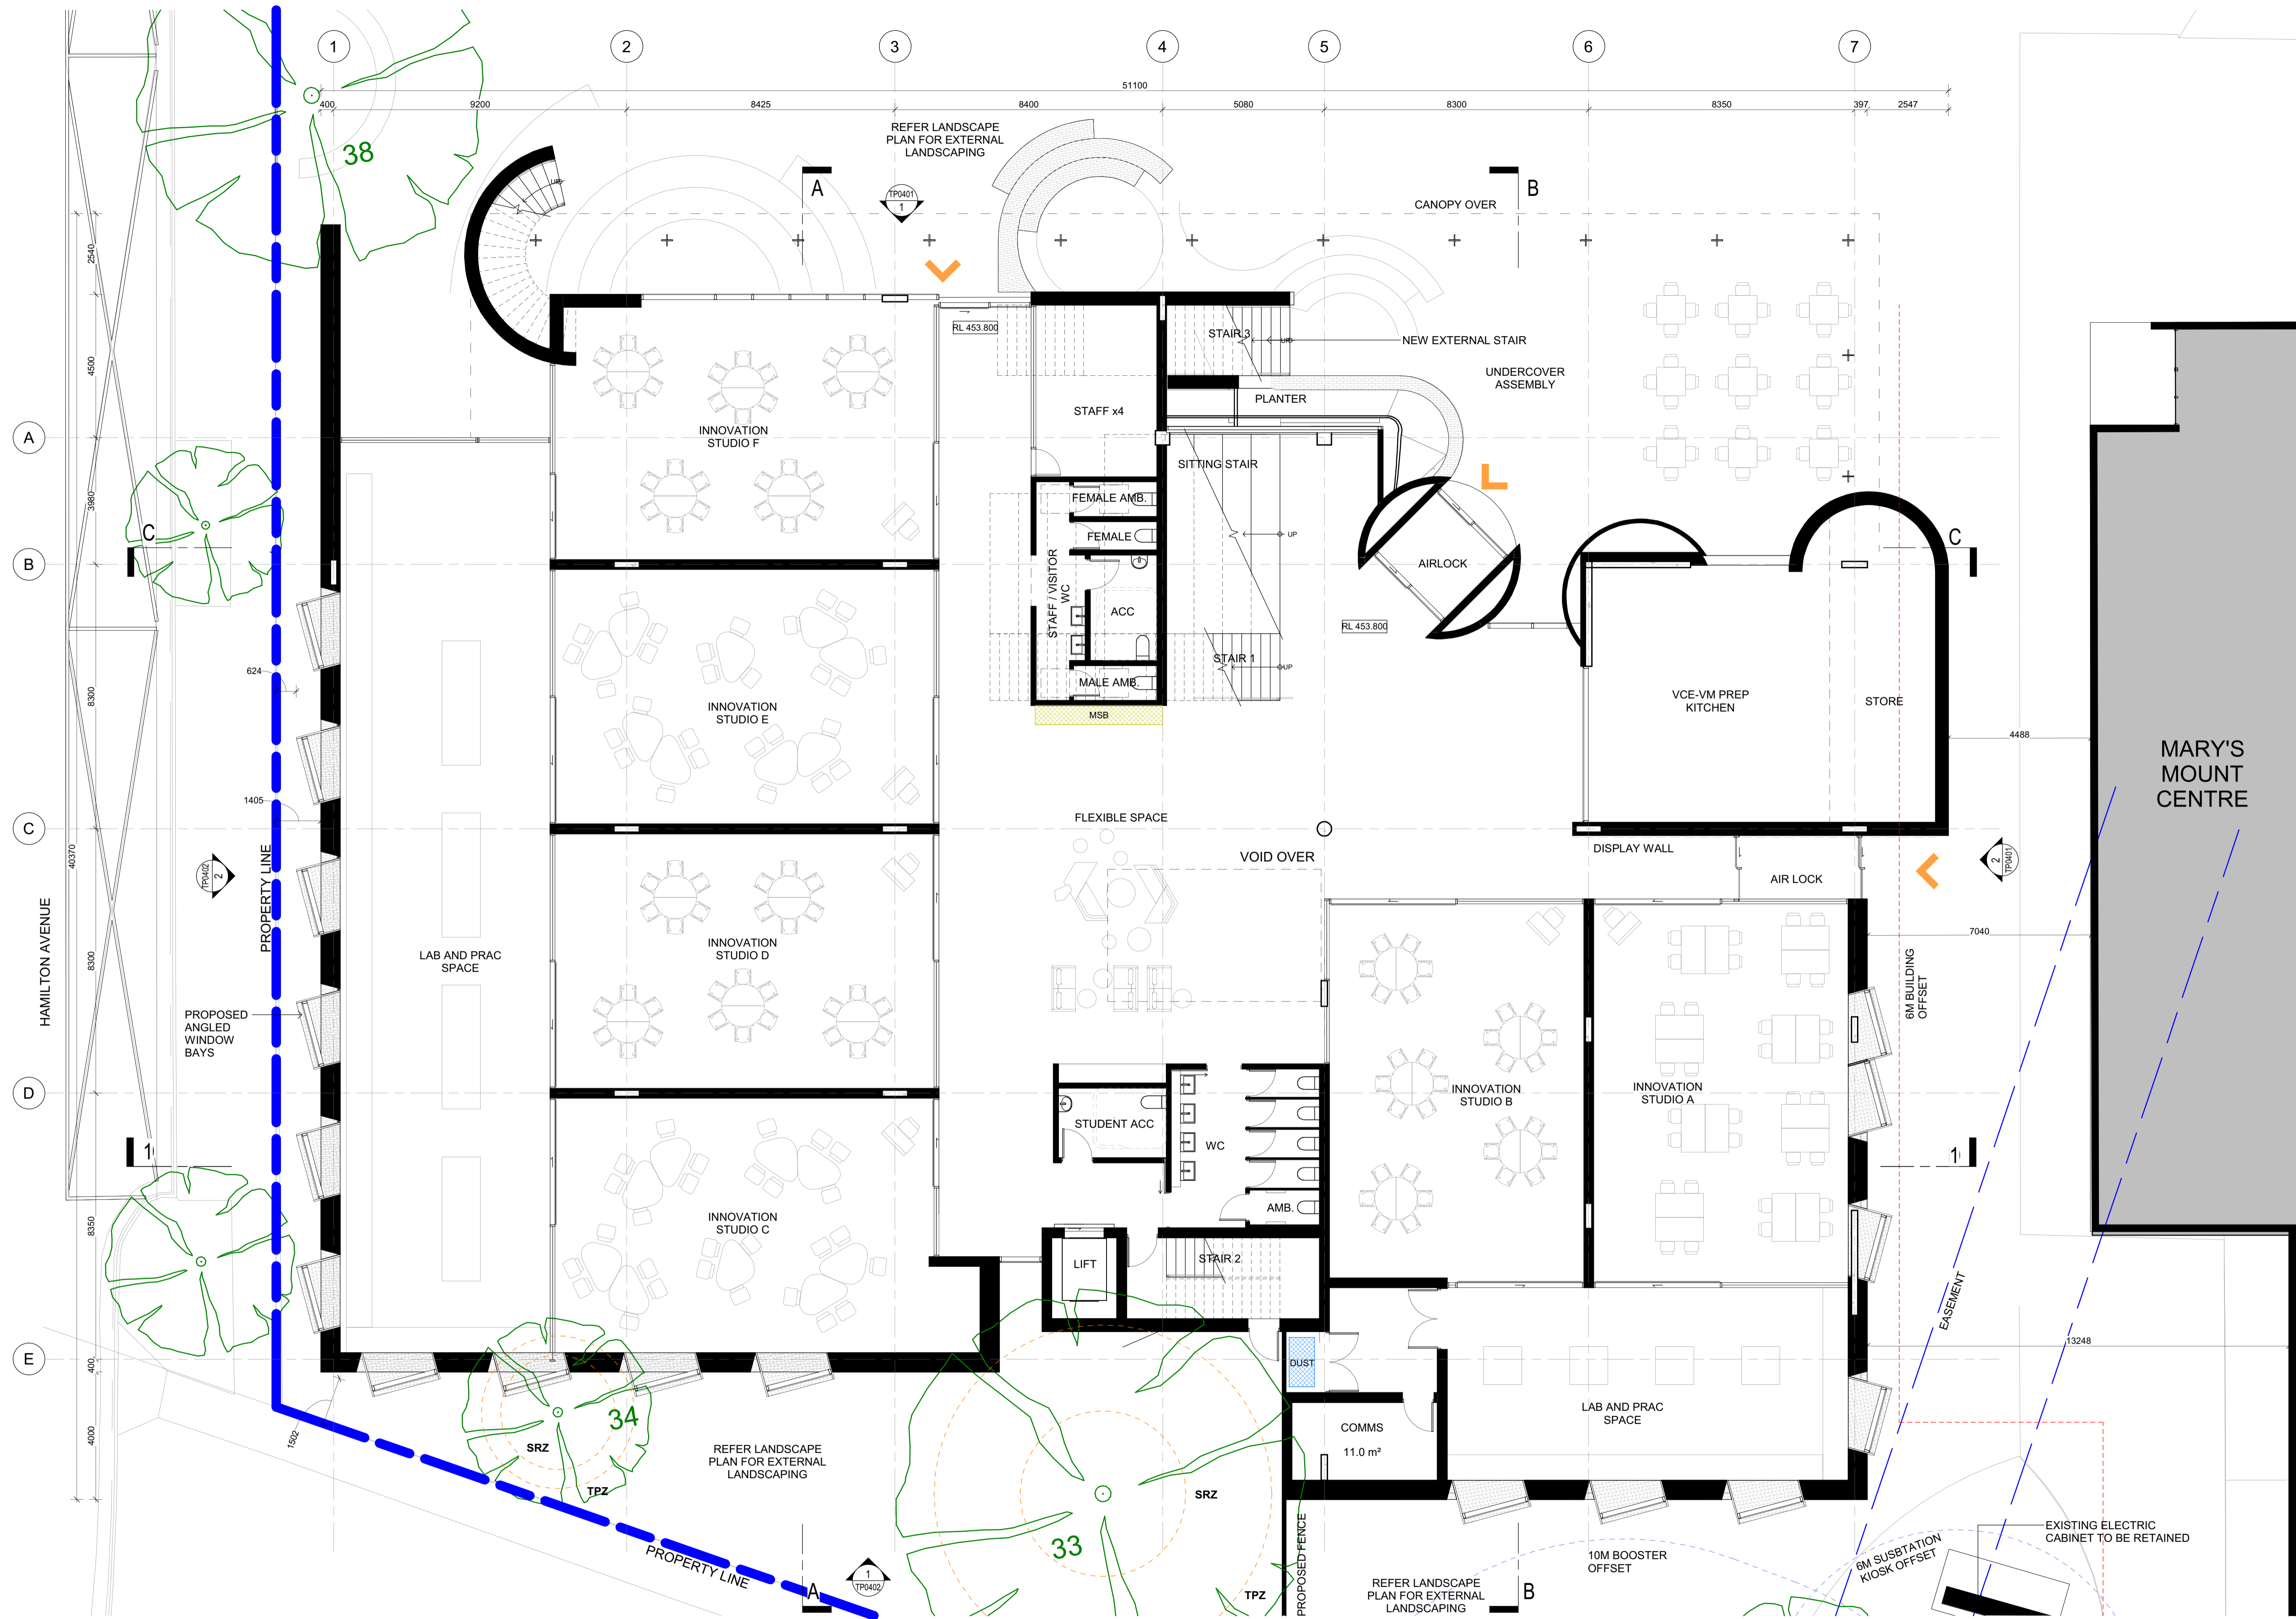 1
2
3
4
5
6
7
51100
400
9200
8425
8400
5080
8300
8350
397
2547
REFER LANDSCAPE
PLAN FOR EXTERNAL
LANDSCAPING
38
UP
A
TP0401
1
B
CANOPY OVER
2540
4500
3980
8300
8300
8350
400
4000
40370
RL 453.800
STAIR 3
UP
NEW EXTERNAL STAIR
UNDERCOVER
ASSEMBLY
PLANTER
STAFF x4
A
INNOVATION
STUDIO F
SITTING STAIR
FEMALE AMB.
FEMALE
STAFF / VISITOR
WC
ACC
MALE AMB.
MSB
UP
STAIR 1
UP
AIRLOCK
RL 453.800
C
C
B
624
INNOVATION
STUDIO E
VCE-VM PREP
KITCHEN
STORE
4488
MARY'S
MOUNT
CENTRE
1405
C
FLEXIBLE SPACE
VOID OVER
DISPLAY WALL
AIR LOCK
2
TP0401
2
TP0402
PROPERTY LINE
HAMILTON AVENUE
LAB AND PRAC
SPACE
INNOVATION
STUDIO D
7040
6M BUILDING
OFFSET
PROPOSED
ANGLED
WINDOW
BAYS
D
INNOVATION
STUDIO B
INNOVATION
STUDIO A
STUDENT ACC
WC
AMB.
1
1
INNOVATION
STUDIO C
LIFT
STAIR 2
EASEMENT
13248
E
DUST
COMMS
11.0 m²
LAB AND PRAC
SPACE
34
SRZ
TPZ
1502
REFER LANDSCAPE
PLAN FOR EXTERNAL
LANDSCAPING
SRZ
33
TPZ
PROPERTY LINE
A
1
TP0402
PROPOSED FENCE
REFER LANDSCAPE
PLAN FOR EXTERNAL
LANDSCAPING
B
10M BOOSTER
OFFSET
6M SUSBTATION
KIOSK OFFSET
EXISTING ELECTRIC
CABINET TO BE RETAINED